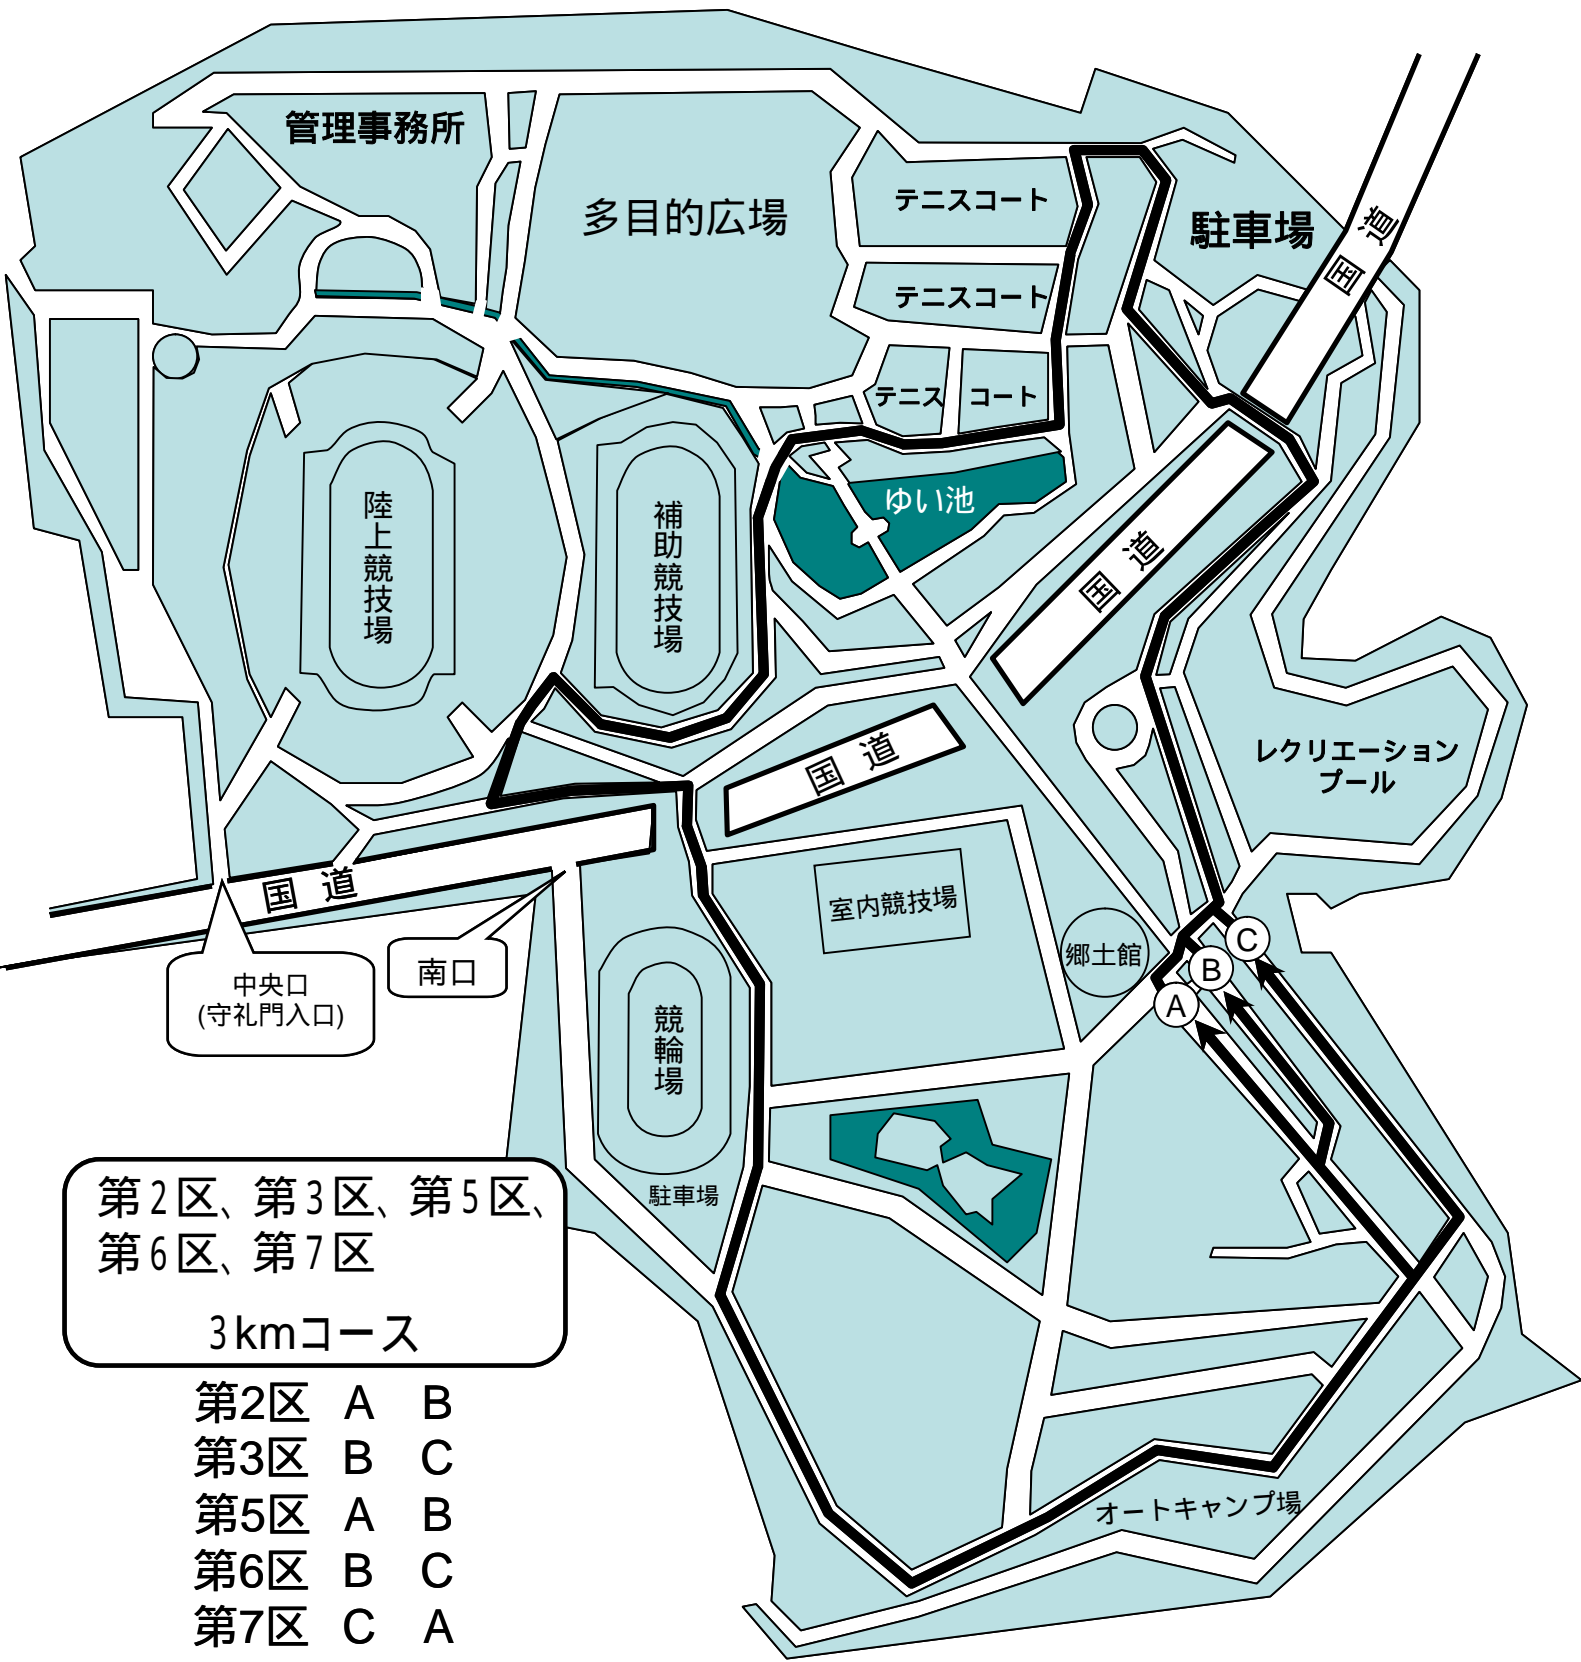 管理事務所
多目的広場
テニスコート
駐車場
国道
テニスコート
テニス コート
ゆい池
陸上競技場
補助競技場
国道
国道
レクリエーション
プール
国道
室内競技場
郷土館
C
B
A
南口
中央口
(守礼門入口)
競輪場
駐車場
第2区、第3区、第5区、
第6区、第7区
3kmコース
オートキャンプ場
第2区 A B
第3区 B C
第5区 A B
第6区 B C
第7区 C A